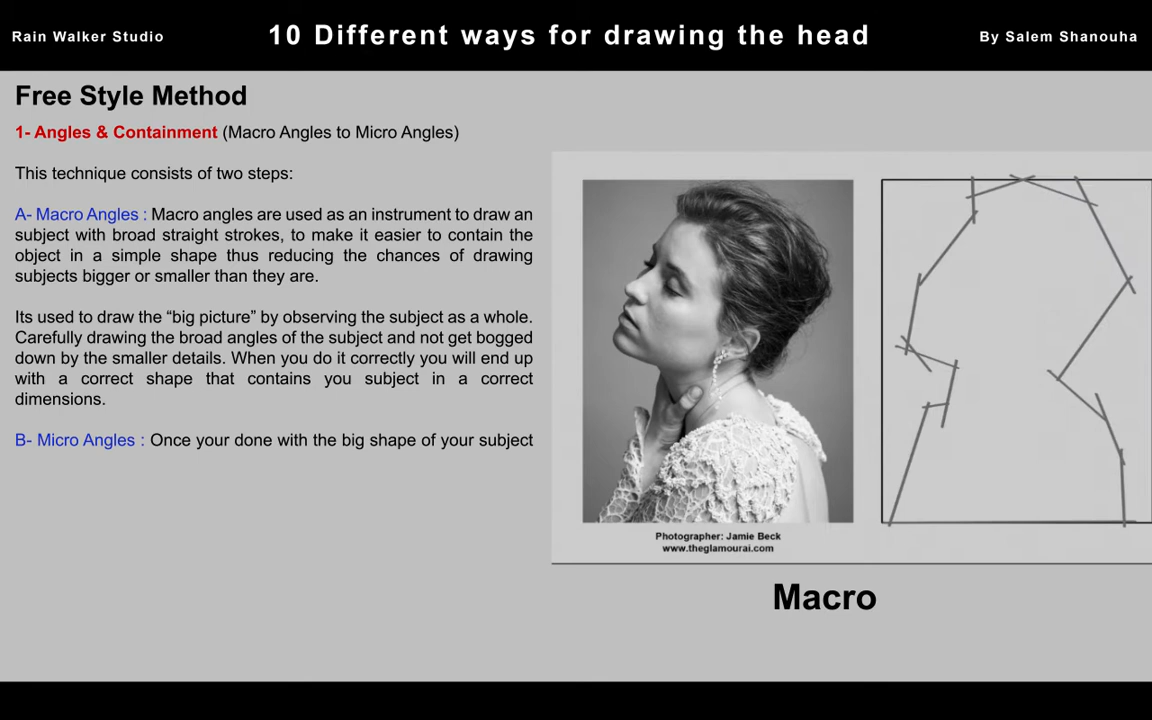 Rain Walker Studio
10 Different ways for drawing the head
By Salem Shanouha
Free Style Method
1- Angles & Containment (Macro Angles to Micro Angles)
This technique consists of two steps:
A- Macro Angles : Macro angles are used as an instrument to draw an
subject with broad straight strokes, to make it easier to contain the
object in a simple shape thus reducing the chances of drawing
subjects bigger or smaller than they are.
Its used to draw the “big picture” by observing the subject as a whole.
Carefully drawing the broad angles of the subject and not get bogged
down by the smaller details. When you do it correctly you will end up
with a correct shape that contains you subject in a correct
dimensions.
B- Micro Angles : Once your done with the big shape of your subject
Photographer: Jamie Beck
www.theglamourai.com
Macro